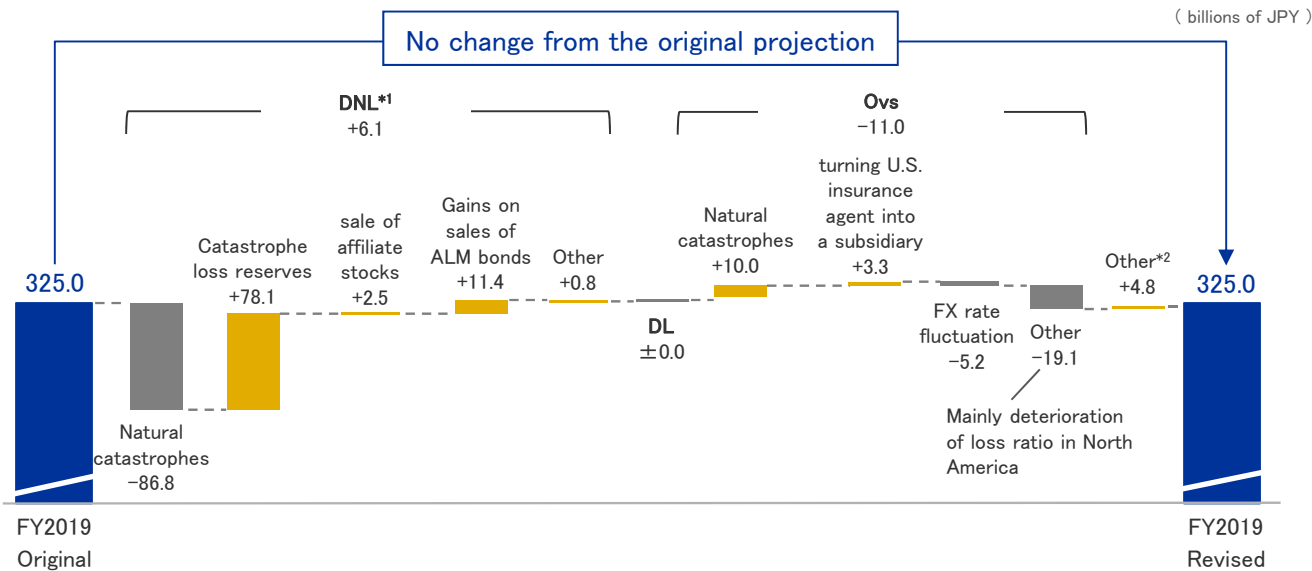 ( billions of JPY )
No change from the original projection
DNL*1
+6.1
Ovs
−11.0
325.0
Natural
catastrophes
−86.8
Catastrophe
loss reserves
+78.1
sale of
affiliate
stocks
+2.5
Gains on
sales of
ALM bonds
+11.4
Other
+0.8
DL
±0.0
Natural
catastrophes
+10.0
turning U.S.
insurance
agent into
a subsidiary
+3.3
FX rate
fluctuation
−5.2
Other
−19.1
Mainly deterioration
of loss ratio in North
America
Other*2
+4.8
325.0
FY2019
Original
FY2019
Revised